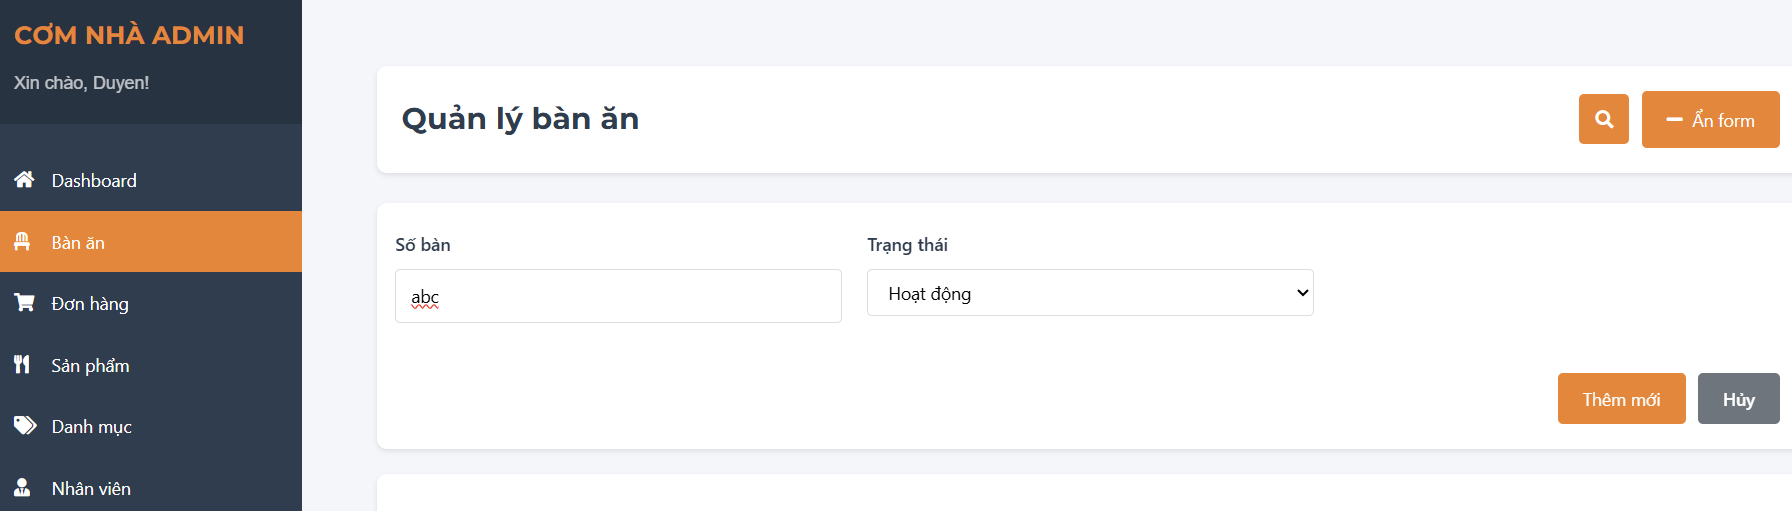 CƠM NHÀ ADMIN
Xin chào, Duyen!
Dashboard
Bàn ăn
Đơn hàng
Sản phẩm
Danh mục
Nhân viên
Quản lý bàn ăn
Ẩn form
Số bàn
Trạng thái
abc
Hoạt động
Thêm mới
Hủy